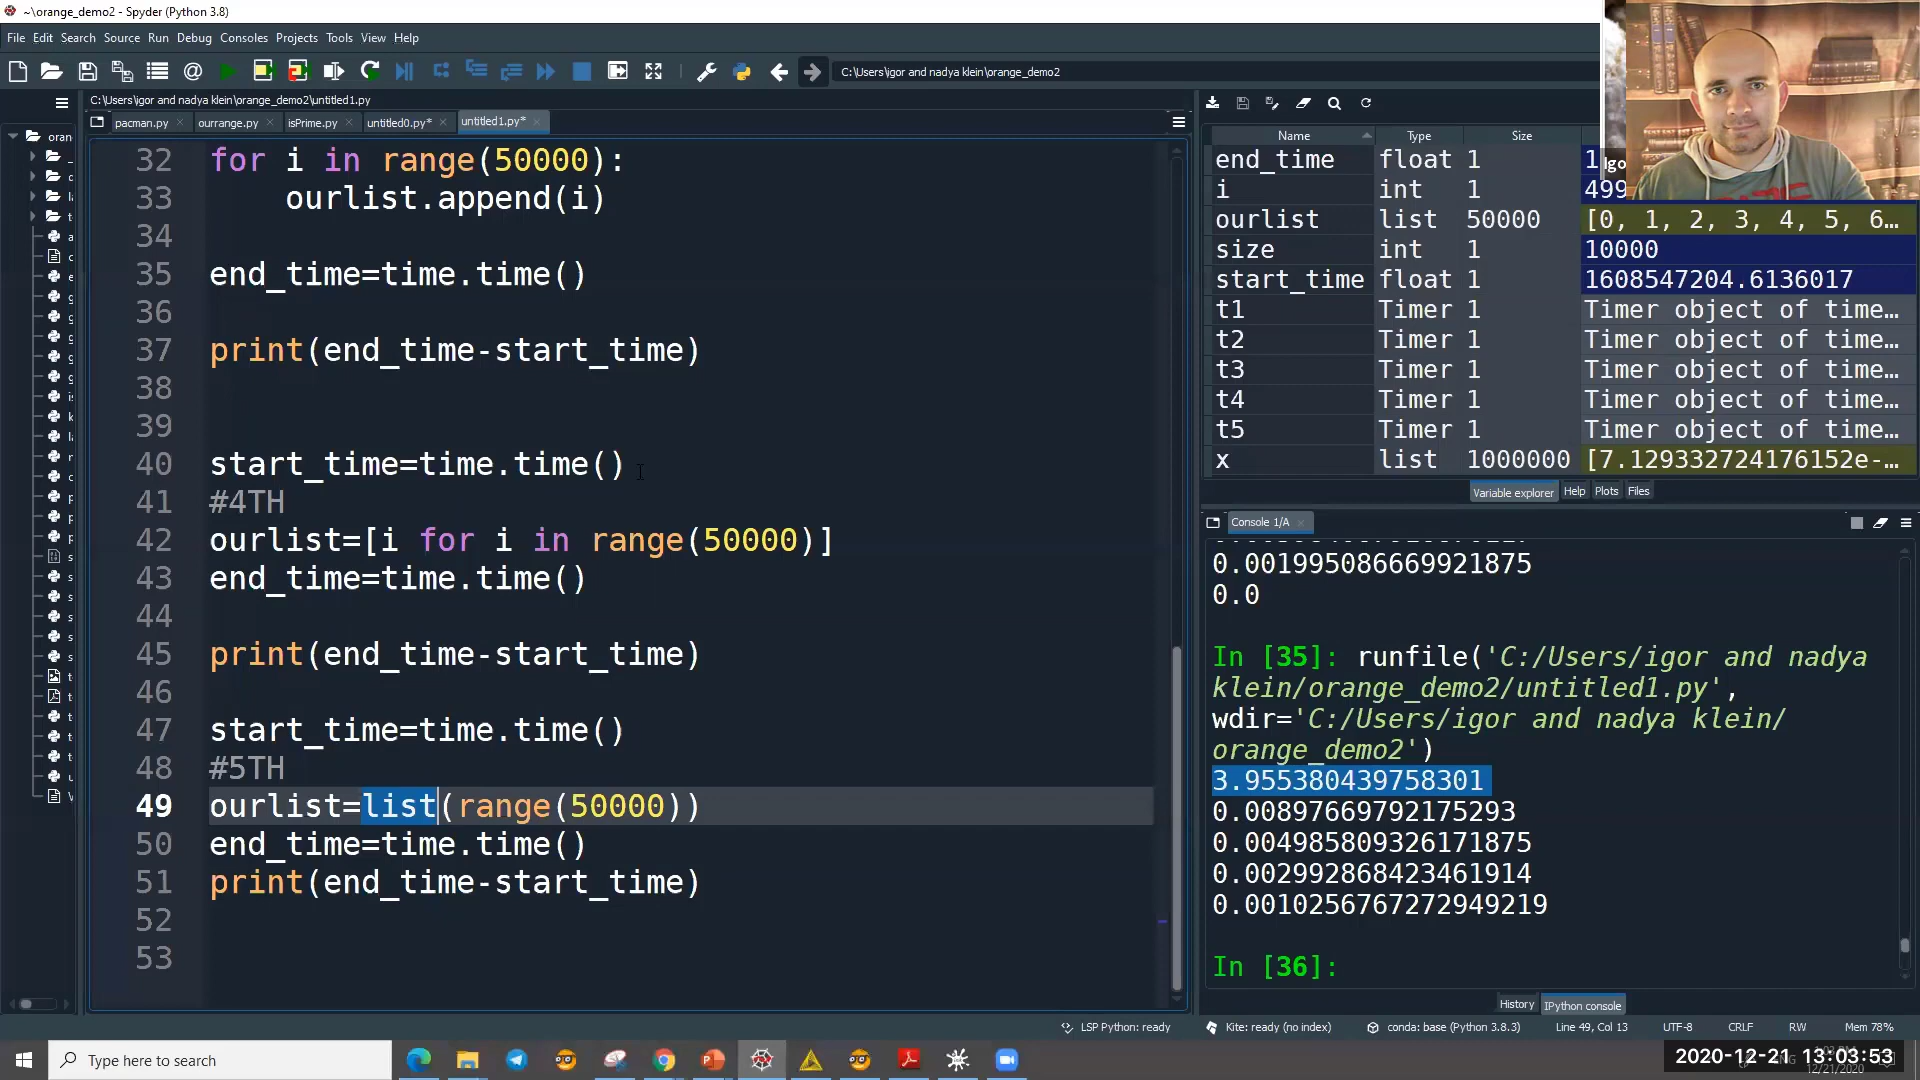 ~\orange_demo2 - Spyder (Python 3.8)
File Edit Search Source Run Debug Consoles Projects Tools View Help
C:\Users\igor and nadya klein\orange_demo2
C:\Users\igor and nadya klein\orange_demo2\untitled1.py
pacman.py ourrange.py isPrime.py untitled0.py* untitled1.py*
oran
32 for i in range(50000):
33 ourlist.append(i)
34
35 end_time=time.time()
36
37 print(end_time-start_time)
38
39
40 start_time=time.time()
41 #4TH
42 ourlist=[i for i in range(50000)]
43 end_time=time.time()
44
45 print(end_time-start_time)
46
47 start_time=time.time()
48 #5TH
49 ourlist=list(range(50000))
50 end_time=time.time()
51 print(end_time-start_time)
52
53
Name Type Size
end_time float 1 1
Igo
i int 1 499
ourlist list 50000 [0, 1, 2, 3, 4, 5, 6…
size int 1 10000
start_time float 1 1608547204.6136017
t1 Timer 1 Timer object of time…
t2 Timer 1 Timer object of time…
t3 Timer 1 Timer object of time…
t4 Timer 1 Timer object of time…
t5 Timer 1 Timer object of time…
x list 1000000 [7.129332724176152e-…
Variable explorer Help Plots Files
Console 1/A
0.001995086669921875
0.0
In [35]: runfile('C:/Users/igor and nadya
klein/orange_demo2/untitled1.py',
wdir='C:/Users/igor and nadya klein/
orange_demo2')
3.955380439758301
0.00897669792175293
0.004985809326171875
0.002992868423461914
0.0010256767272949219
In [36]:
History IPython console
LSP Python: ready Kite: ready (no index) conda: base (Python 3.8.3) Line 49, Col 13 UTF-8 CRLF RW Mem 78%
Type here to search
2020-12-21 13:03:53
12/21/2020